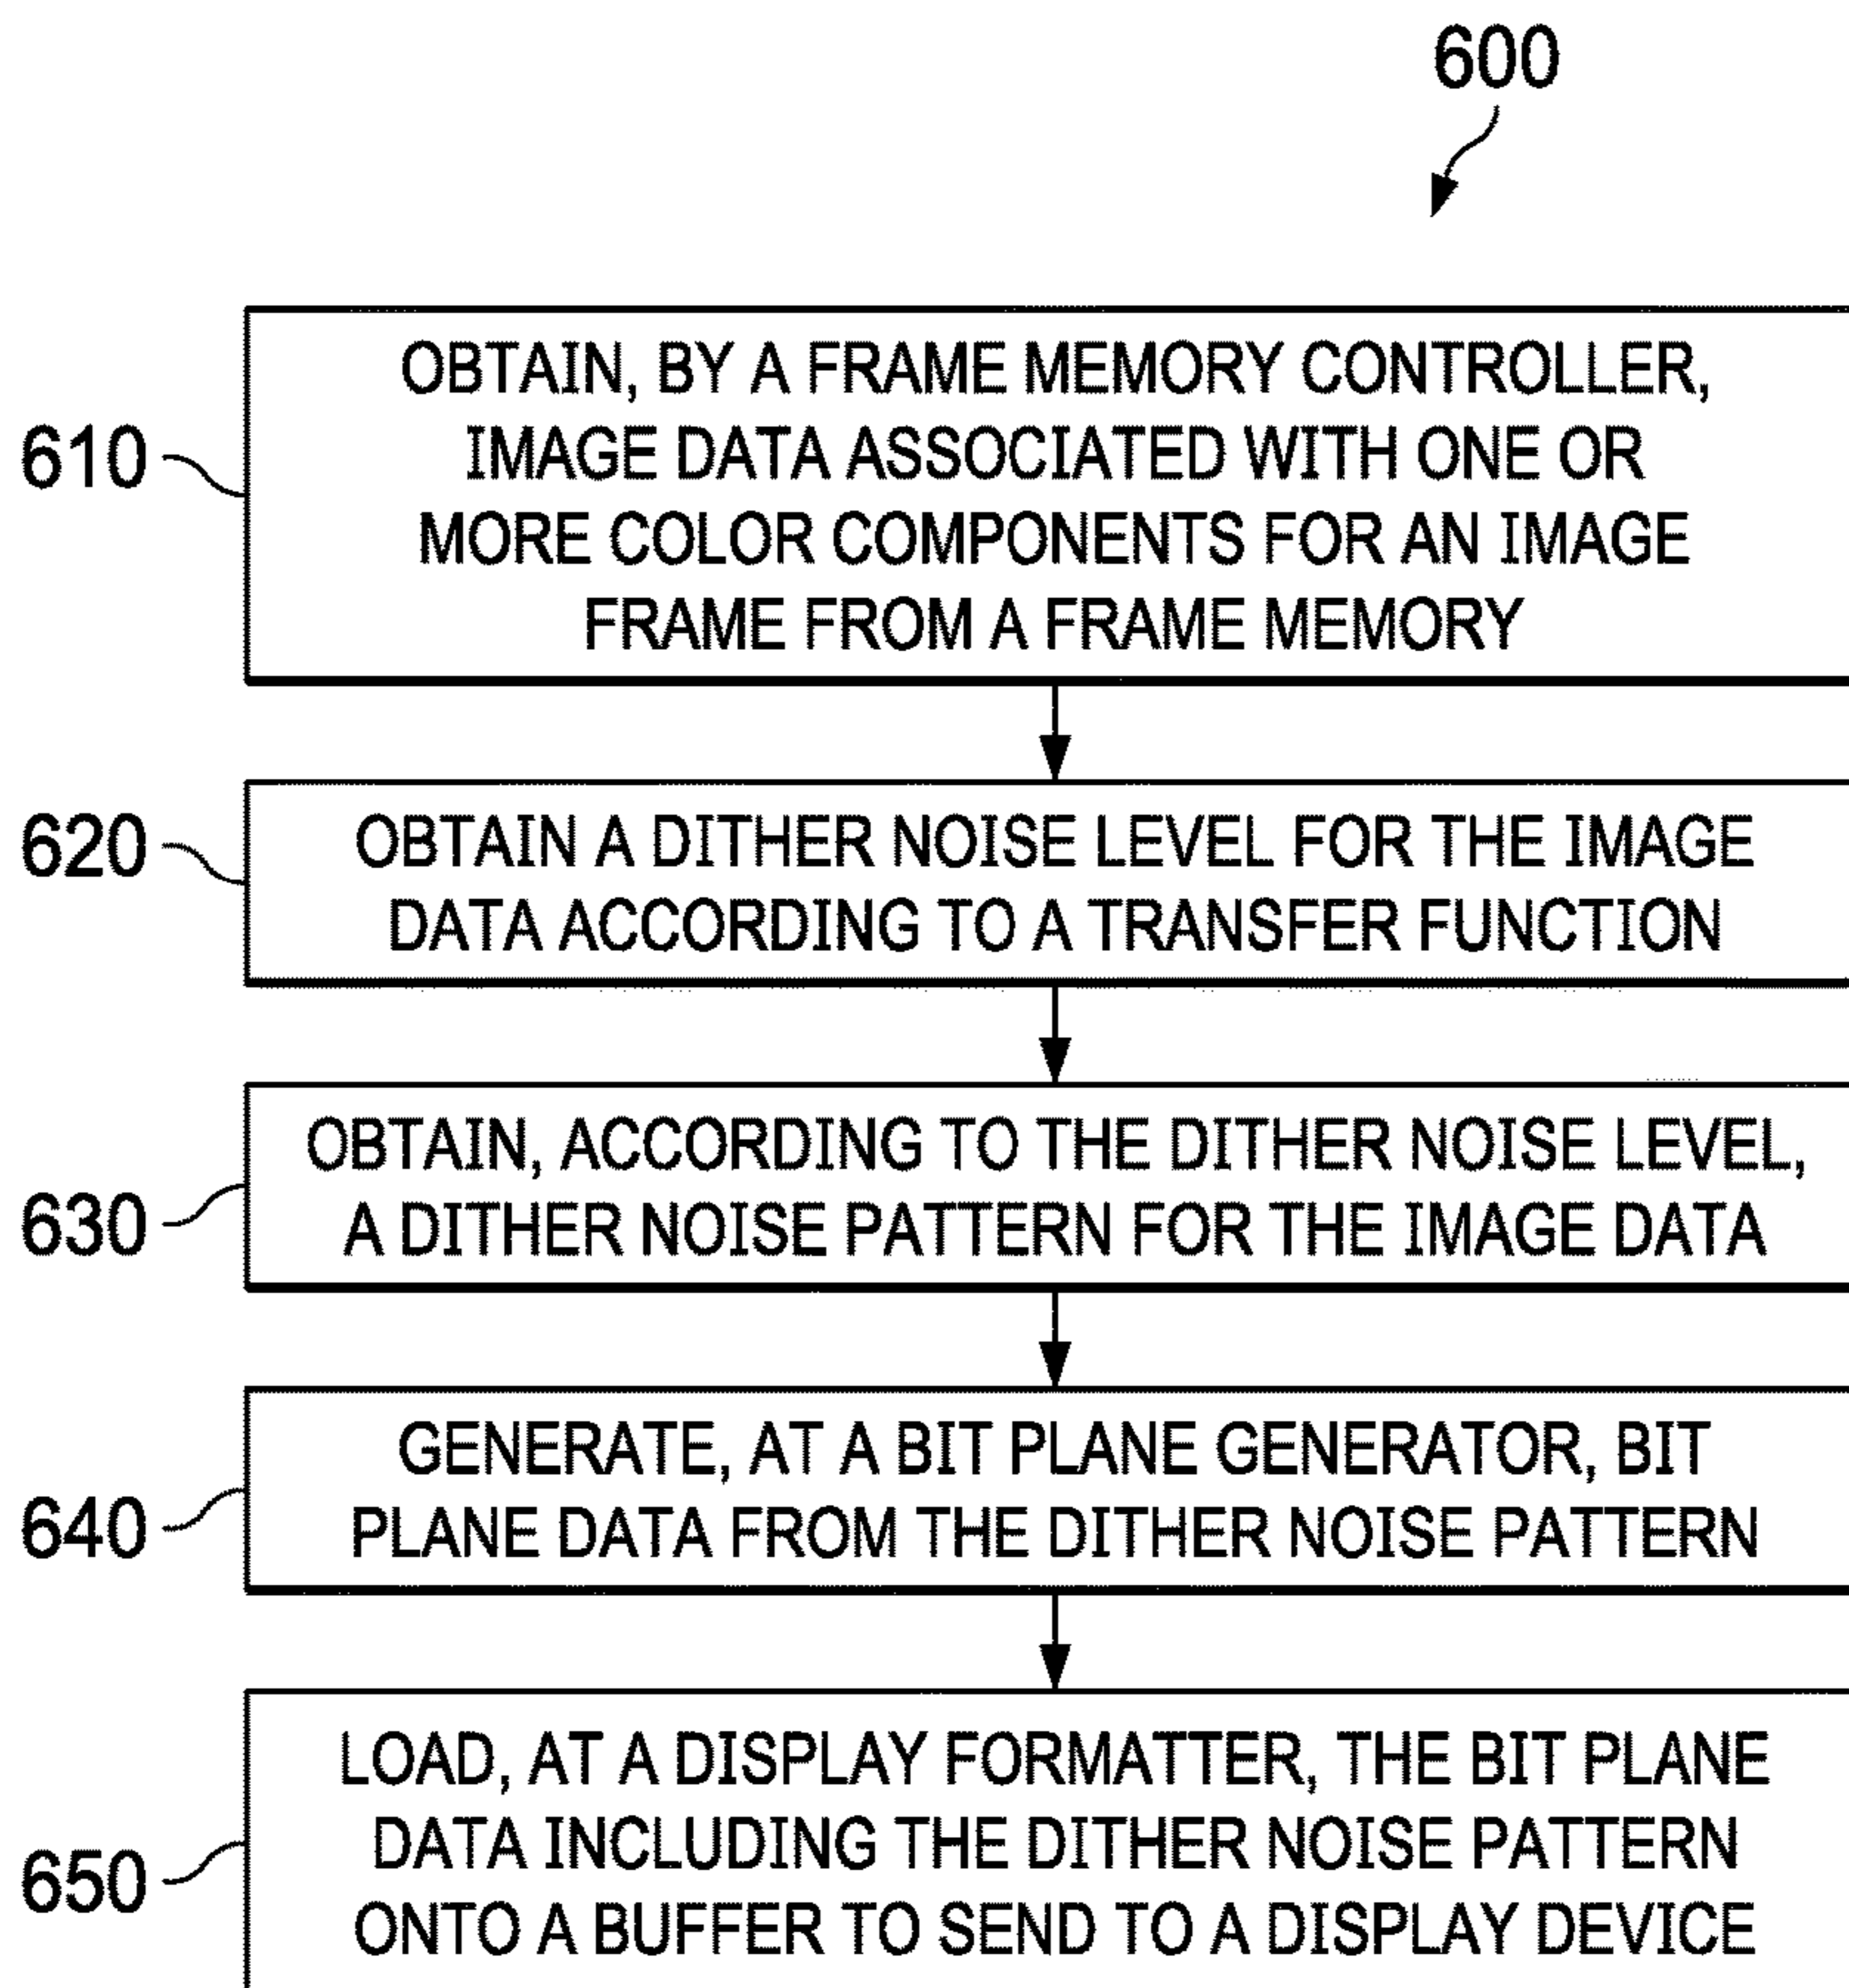 600
610
OBTAIN, BY A FRAME MEMORY CONTROLLER,
IMAGE DATA ASSOCIATED WITH ONE OR
MORE COLOR COMPONENTS FOR AN IMAGE
FRAME FROM A FRAME MEMORY
620
OBTAIN A DITHER NOISE LEVEL FOR THE IMAGE
DATA ACCORDING TO A TRANSFER FUNCTION
630
OBTAIN, ACCORDING TO THE DITHER NOISE LEVEL,
A DITHER NOISE PATTERN FOR THE IMAGE DATA
640
GENERATE, AT A BIT PLANE GENERATOR, BIT
PLANE DATA FROM THE DITHER NOISE PATTERN
650
LOAD, AT A DISPLAY FORMATTER, THE BIT PLANE
DATA INCLUDING THE DITHER NOISE PATTERN
ONTO A BUFFER TO SEND TO A DISPLAY DEVICE